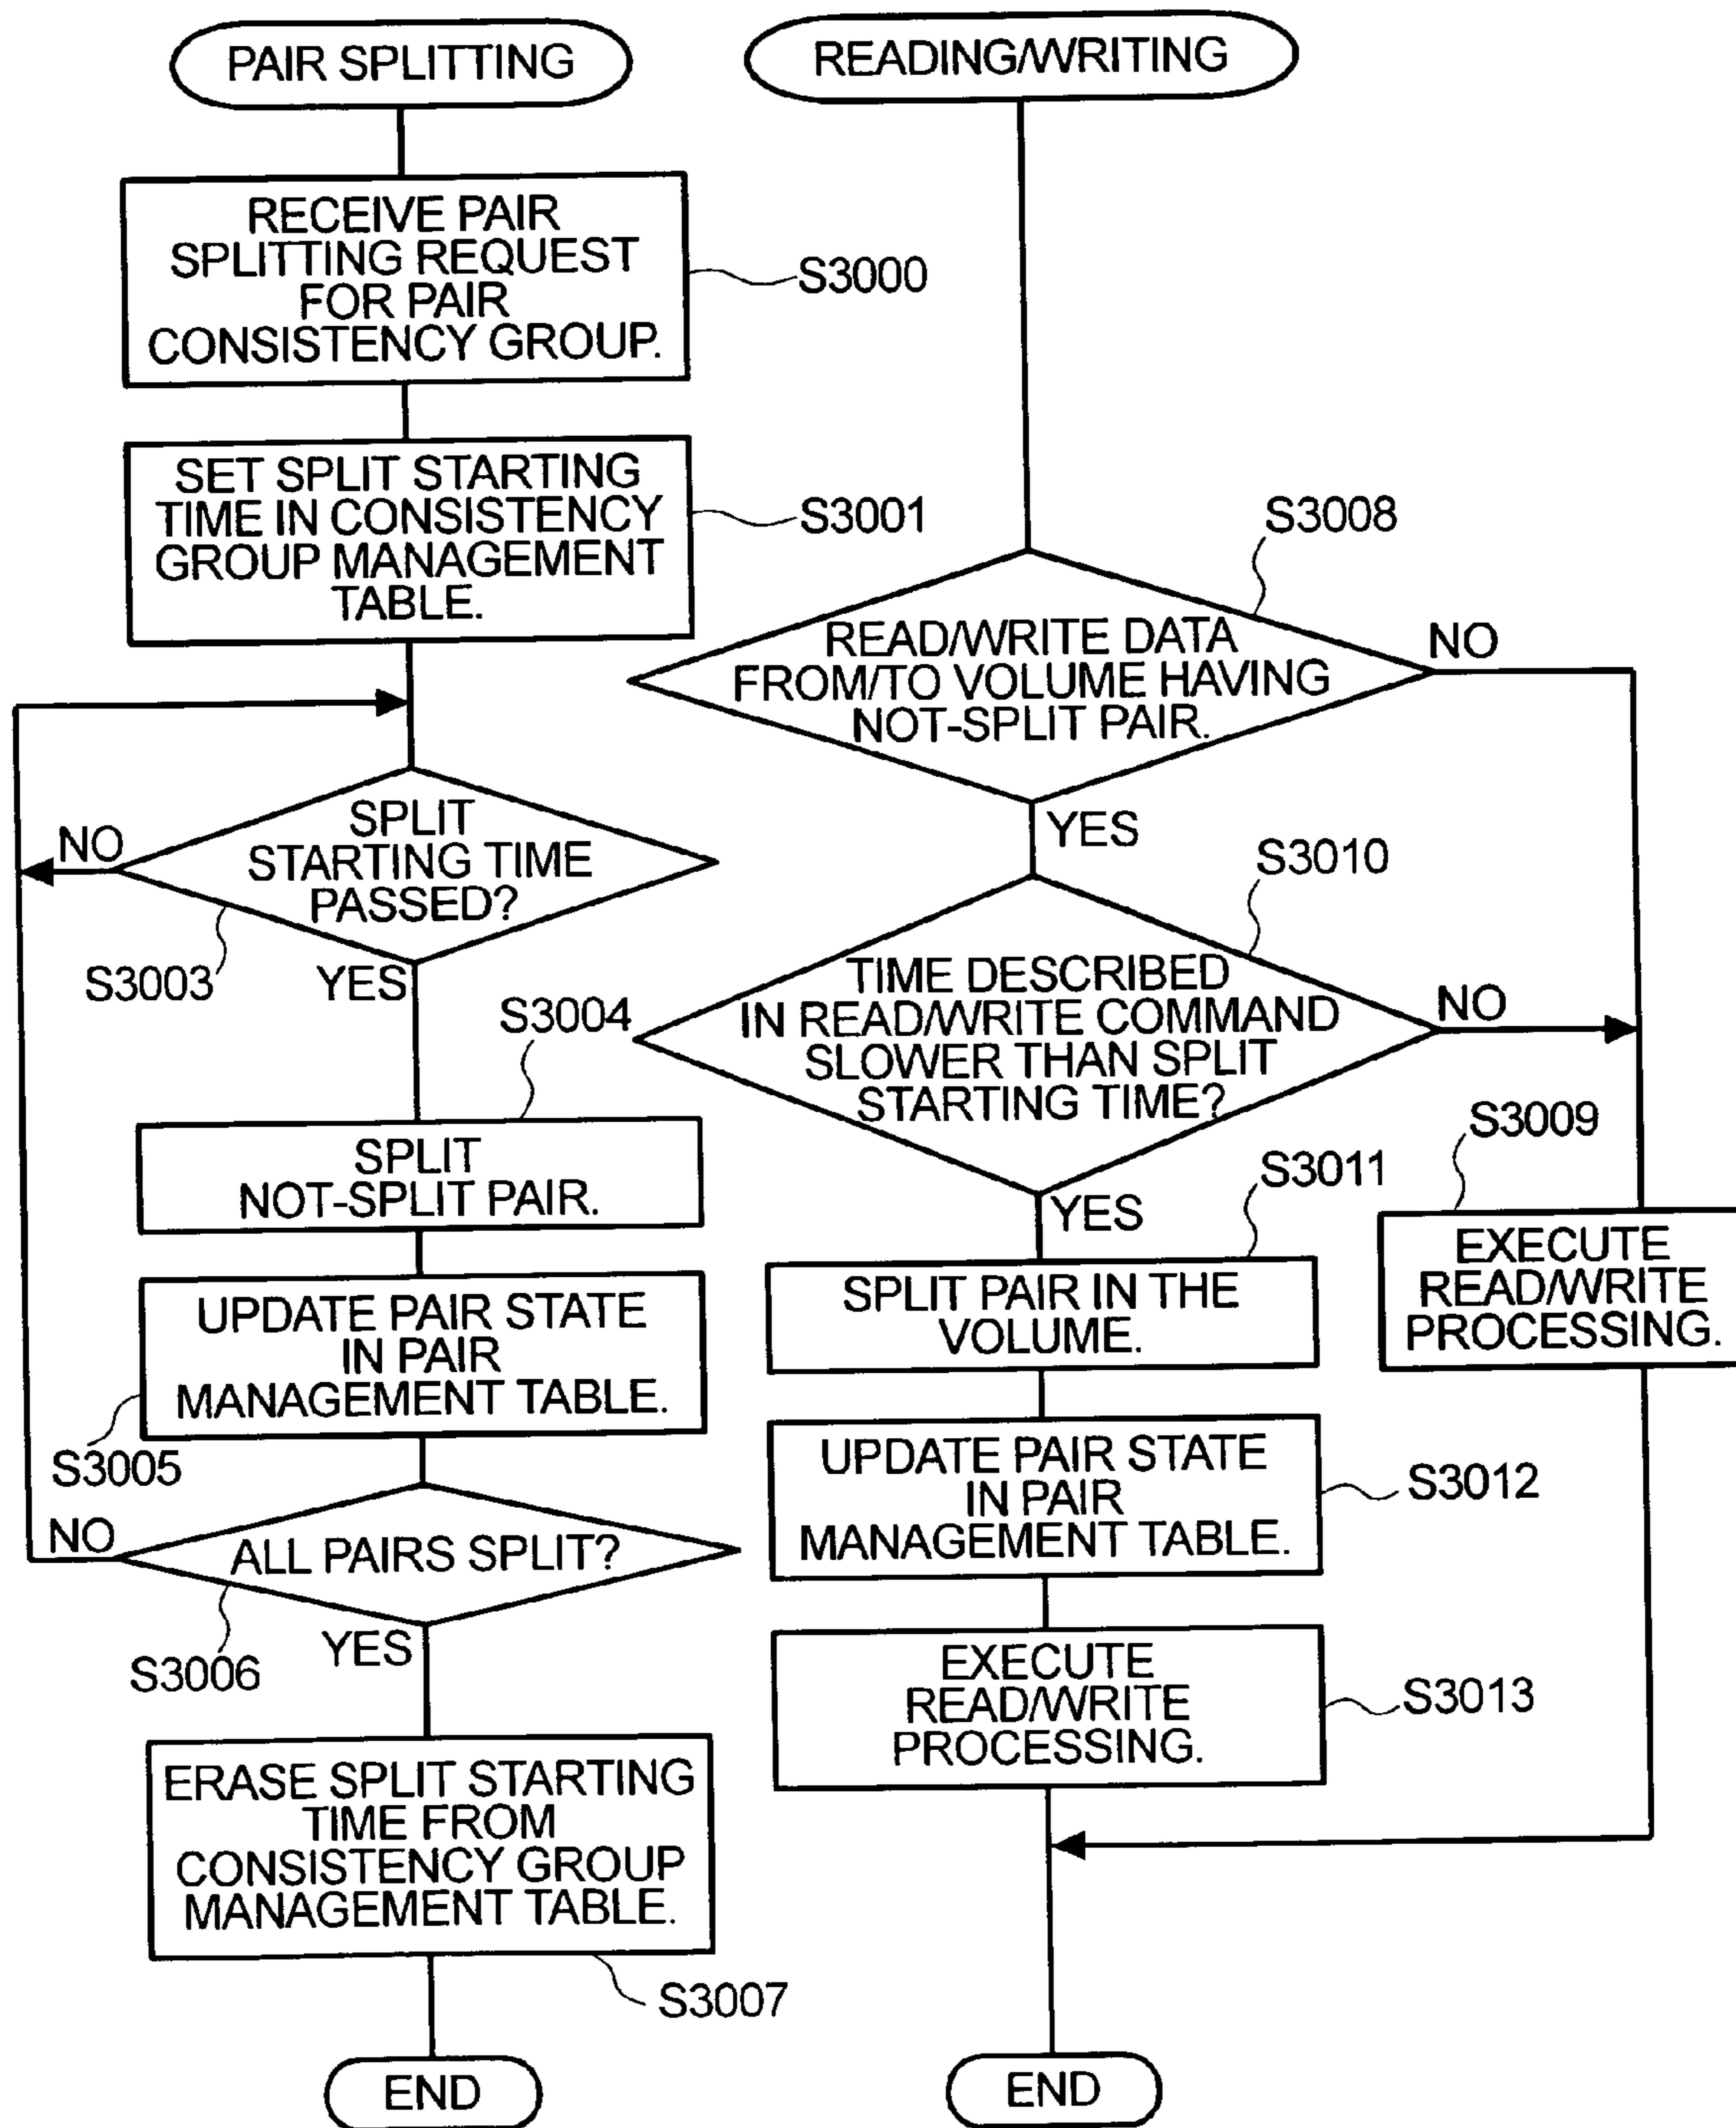 PAIR SPLITTING
RECEIVE PAIR
SPLITTING REQUEST
FOR PAIR
CONSISTENCY GROUP.
S3000
SET SPLIT STARTING
TIME IN CONSISTENCY
GROUP MANAGEMENT
TABLE.
S3001
SPLIT
STARTING TIME
PASSED?
NO
S3003
YES
S3004
SPLIT
NOT-SPLIT PAIR.
UPDATE PAIR STATE
IN PAIR
MANAGEMENT TABLE.
S3005
NO
ALL PAIRS SPLIT?
S3006
YES
ERASE SPLIT STARTING
TIME FROM
CONSISTENCY GROUP
MANAGEMENT TABLE.
S3007
END
READING/WRITING
S3008
READ/WRITE DATA
FROM/TO VOLUME HAVING
NOT-SPLIT PAIR.
NO
YES
S3010
TIME DESCRIBED
IN READ/WRITE COMMAND
SLOWER THAN SPLIT
STARTING TIME?
NO
YES
S3009
EXECUTE
READ/WRITE
PROCESSING.
S3011
SPLIT PAIR IN THE
VOLUME.
UPDATE PAIR STATE
IN PAIR
MANAGEMENT TABLE.
S3012
EXECUTE
READ/WRITE
PROCESSING.
S3013
END